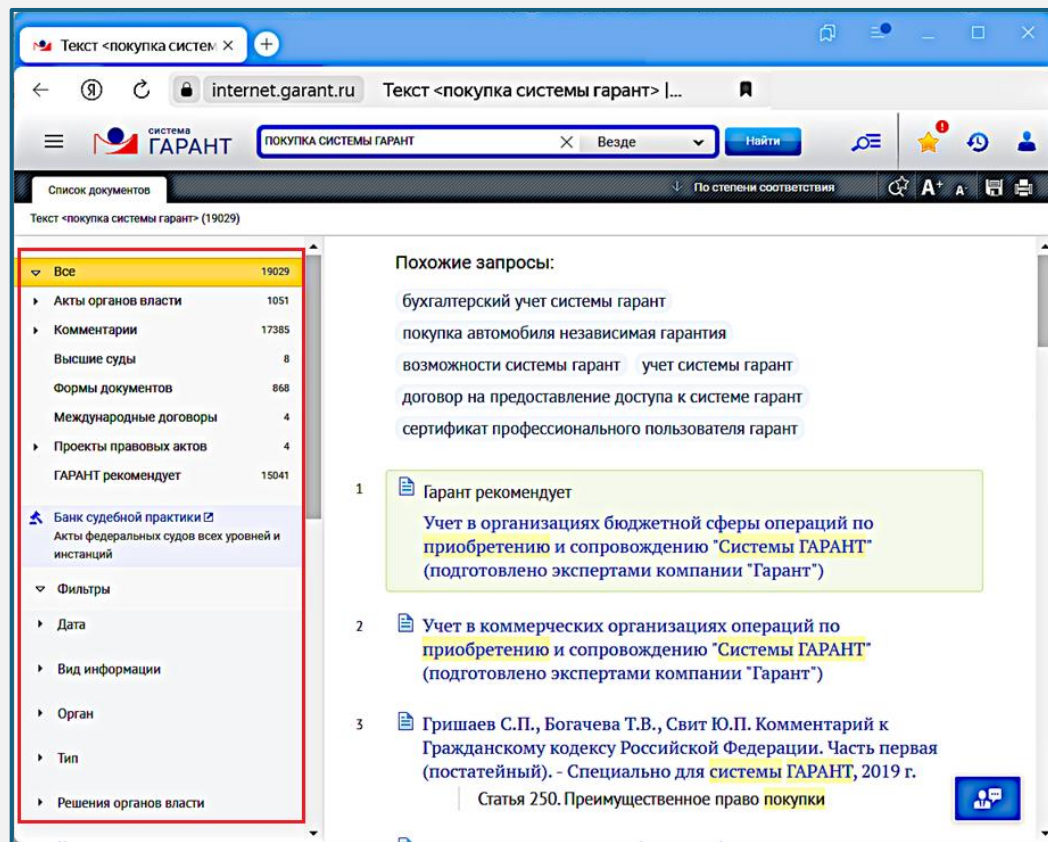 Текст <покупка систем
internet.garant.ru Текст <покупка системы гарант> |...
система
ГАРАНТ
ПОКУПКА СИСТЕМЫ ГАРАНТ
Везде
Найти
Список документов
По степени соответствия
A+ A-
Текст <покупка системы гарант> (19029)
Все 19029
Акты органов власти 1051
Комментарии 17385
Высшие суды 8
Формы документов 868
Международные договоры 4
Проекты правовых актов 4
ГАРАНТ рекомендует 15041
Банк судебной практики
Акты федеральных судов всех уровней и
инстанций
Фильтры
Дата
Вид информации
Орган
Тип
Решения органов власти
Похожие запросы:
бухгалтерский учет системы гарант
покупка автомобиля независимая гарантия
возможности системы гарант учет системы гарант
договор на предоставление доступа к системе гарант
сертификат профессионального пользователя гарант
1 Гарант рекомендует
Учет в организациях бюджетной сферы операций по
приобретению и сопровождению "Системы ГАРАНТ"
(подготовлено экспертами компании "Гарант")
2 Учет в коммерческих организациях операций по
приобретению и сопровождению "Системы ГАРАНТ"
(подготовлено экспертами компании "Гарант")
3 Гришаев С.П., Богачева Т.В., Свит Ю.П. Комментарий к
Гражданскому кодексу Российской Федерации. Часть первая
(постатейный). - Специально для системы ГАРАНТ, 2019 г.
Статья 250. Преимущественное право покупки